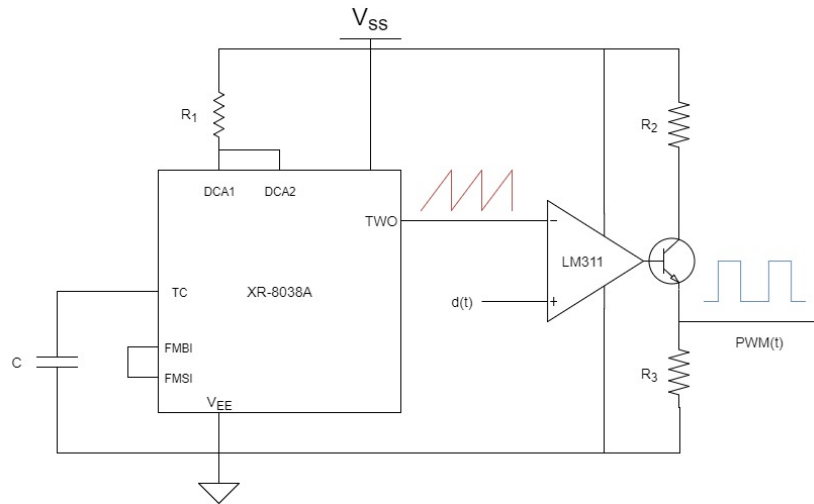 V_SS
R_1
R_2
DCA1 DCA2
TWO
LM311
TC
XR-8038A
d(t)
C
FMBI
FMSI
PWM(t)
R_3
V_EE